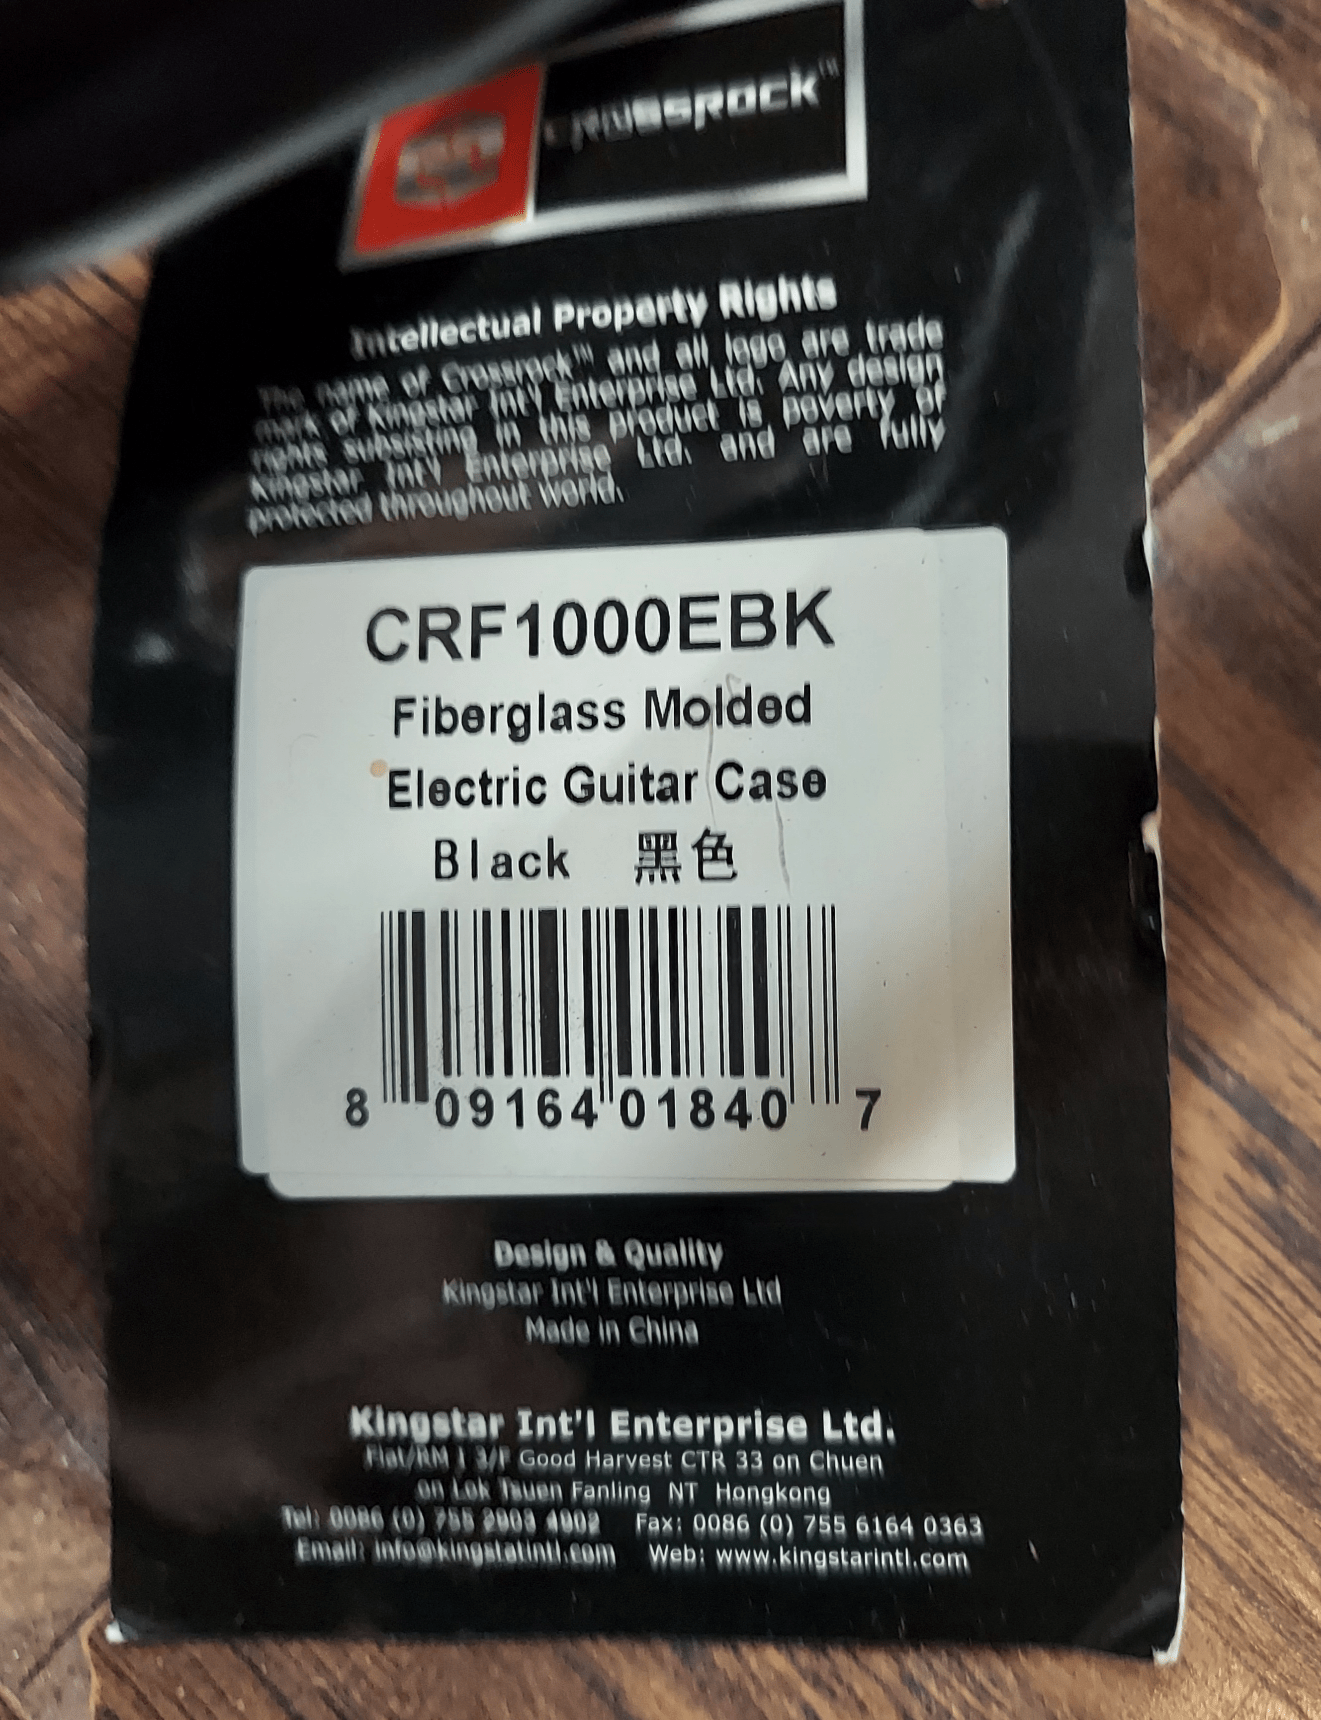 CROSSROCK™
Intellectual Property Rights
The name of Crossrock™ and all logo are trade
mark of Kingstar Int'l Enterprise Ltd. Any design
rights subsisting in this product is poverty of
Kingstar Int'l Enterprise Ltd. and are fully
protected throughout world.
CRF1000EBK
Fiberglass Molded
Electric Guitar Case
Black 黑色
8 09164 01840 7
Design & Quality
Kingstar Int'l Enterprise Ltd
Made in China
Kingstar Int'l Enterprise Ltd.
Flat/RM 1 3/F Good Harvest CTR 33 on Chuen
on Lok Tsuen Fanling NT Hongkong
Tel: 0086 (0) 755 2903 4902 Fax: 0086 (0) 755 6164 0363
Email: Web: www.kingstarintl.com